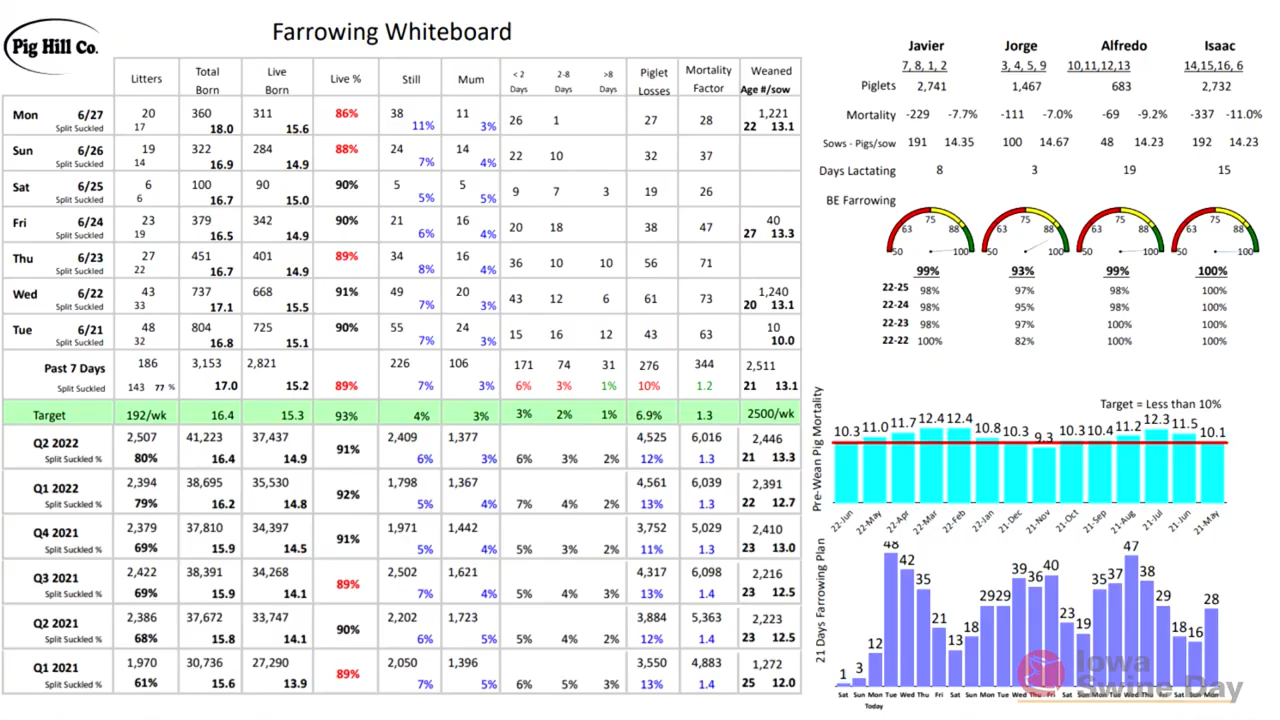 Pig Hill Co.
Farrowing Whiteboard
Litters Total Born Live Born Live % Still Mum < 2 Days 2-8 Days >8 Days Piglet Losses Mortality Factor Weaned Age #/sow
Mon 6/27 20 360 311 86% 38 11 26 1 27 28 1,221
Split Suckled 17 18.0 15.6 11% 3% 22 13.1
Sun 6/26 19 322 284 88% 24 14 22 10 32 37
Split Suckled 14 16.9 14.9 7% 4%
Sat 6/25 6 100 90 90% 5 5 9 7 3 19 26
Split Suckled 6 16.7 15.0 5% 5%
Fri 6/24 23 379 342 90% 21 16 20 18 38 47 40
Split Suckled 19 16.5 14.9 6% 4% 27 13.3
Thu 6/23 27 451 401 89% 34 16 36 10 10 56 71
Split Suckled 22 16.7 14.9 8% 4%
Wed 6/22 43 737 668 91% 49 20 43 12 6 61 73 1,240
Split Suckled 33 17.1 15.5 7% 3% 20 13.1
Tue 6/21 48 804 725 90% 55 24 15 16 12 43 63 10
Split Suckled 32 16.8 15.1 7% 3% 10.0
Past 7 Days 186 3,153 2,821 226 106 171 74 31 276 344 2,511
Split Suckled 143 77 % 17.0 15.2 89% 7% 3% 6% 3% 1% 10% 1.2 21 13.1
Target 192/wk 16.4 15.3 93% 4% 3% 3% 2% 1% 6.9% 1.3 2500/wk
Q2 2022 2,507 41,223 37,437 91% 2,409 1,377 4,525 6,016 2,446
Split Suckled % 80% 16.4 14.9 6% 3% 6% 3% 2% 12% 1.3 21 13.3
Q1 2022 2,394 38,695 35,530 92% 1,798 1,367 4,561 6,039 2,391
Split Suckled % 79% 16.2 14.8 5% 4% 7% 4% 2% 13% 1.3 22 12.7
Q4 2021 2,379 37,810 34,397 91% 1,971 1,442 3,752 5,029 2,410
Split Suckled % 69% 15.9 14.5 5% 4% 5% 3% 2% 11% 1.3 23 13.0
Q3 2021 2,422 38,391 34,268 89% 2,502 1,621 4,317 6,098 2,216
Split Suckled % 69% 15.9 14.1 7% 4% 5% 4% 3% 13% 1.4 23 12.5
Q2 2021 2,386 37,672 33,747 90% 2,202 1,723 3,884 5,363 2,223
Split Suckled % 68% 15.8 14.1 6% 5% 5% 4% 2% 12% 1.4 23 12.5
Q1 2021 1,970 30,736 27,290 89% 2,050 1,396 3,550 4,883 1,272
Split Suckled % 61% 15.6 13.9 7% 5% 6% 5% 3% 13% 1.4 25 12.0
Javier Jorge Alfredo Isaac
7, 8, 1, 2 3, 4, 5, 9 10,11,12,13 14,15,16, 6
Piglets 2,741 1,467 683 2,732
Mortality -229 -7.7% -111 -7.0% -69 -9.2% -337 -11.0%
Sows - Pigs/sow 191 14.35 100 14.67 48 14.23 192 14.23
Days Lactating 8 3 19 15
BE Farrowing
50 63 75 88 100 50 63 75 88 100 50 63 75 88 100 50 63 75 88 100
99% 93% 99% 100%
22-25 98% 97% 98% 100%
22-24 98% 95% 98% 100%
22-23 98% 97% 100% 100%
22-22 100% 82% 100% 100%
Pre-Wean Pig Mortality
Target = Less than 10%
10.3 11.0 11.7 12.4 12.4 10.8 10.3 9.3 10.3 10.4 11.2 12.3 11.5 10.1
22-Jun 22-May 22-Apr 22-Mar 22-Feb 22-Jan 21-Dec 21-Nov 21-Oct 21-Sep 21-Aug 21-Jul 21-Jun 21-May
21 Days Farrowing Plan
1 3 12 48 42 35 21 13 18 29 29 39 36 40 23 19 35 37 47 38 29 18 16 28
Sat Sun Mon Tue Wed Thu Fri Sat Sun Mon Tue Wed Thu Fri Sat Sun Mon Tue Wed Thu Fri Sat Sun Mon
Today
Iowa
Swine Day